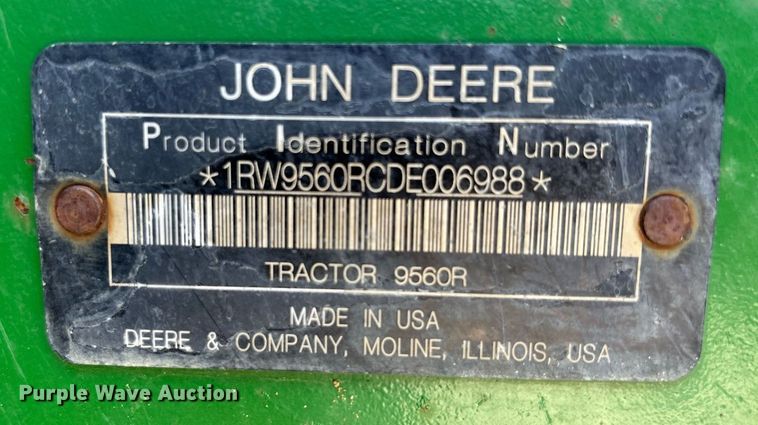 JOHN DEERE
Product Identification Number
*1RW9560RCDE006988*
TRACTOR 9560R
MADE IN USA
DEERE & COMPANY, MOLINE, ILLINOIS, USA
Purple Wave Auction